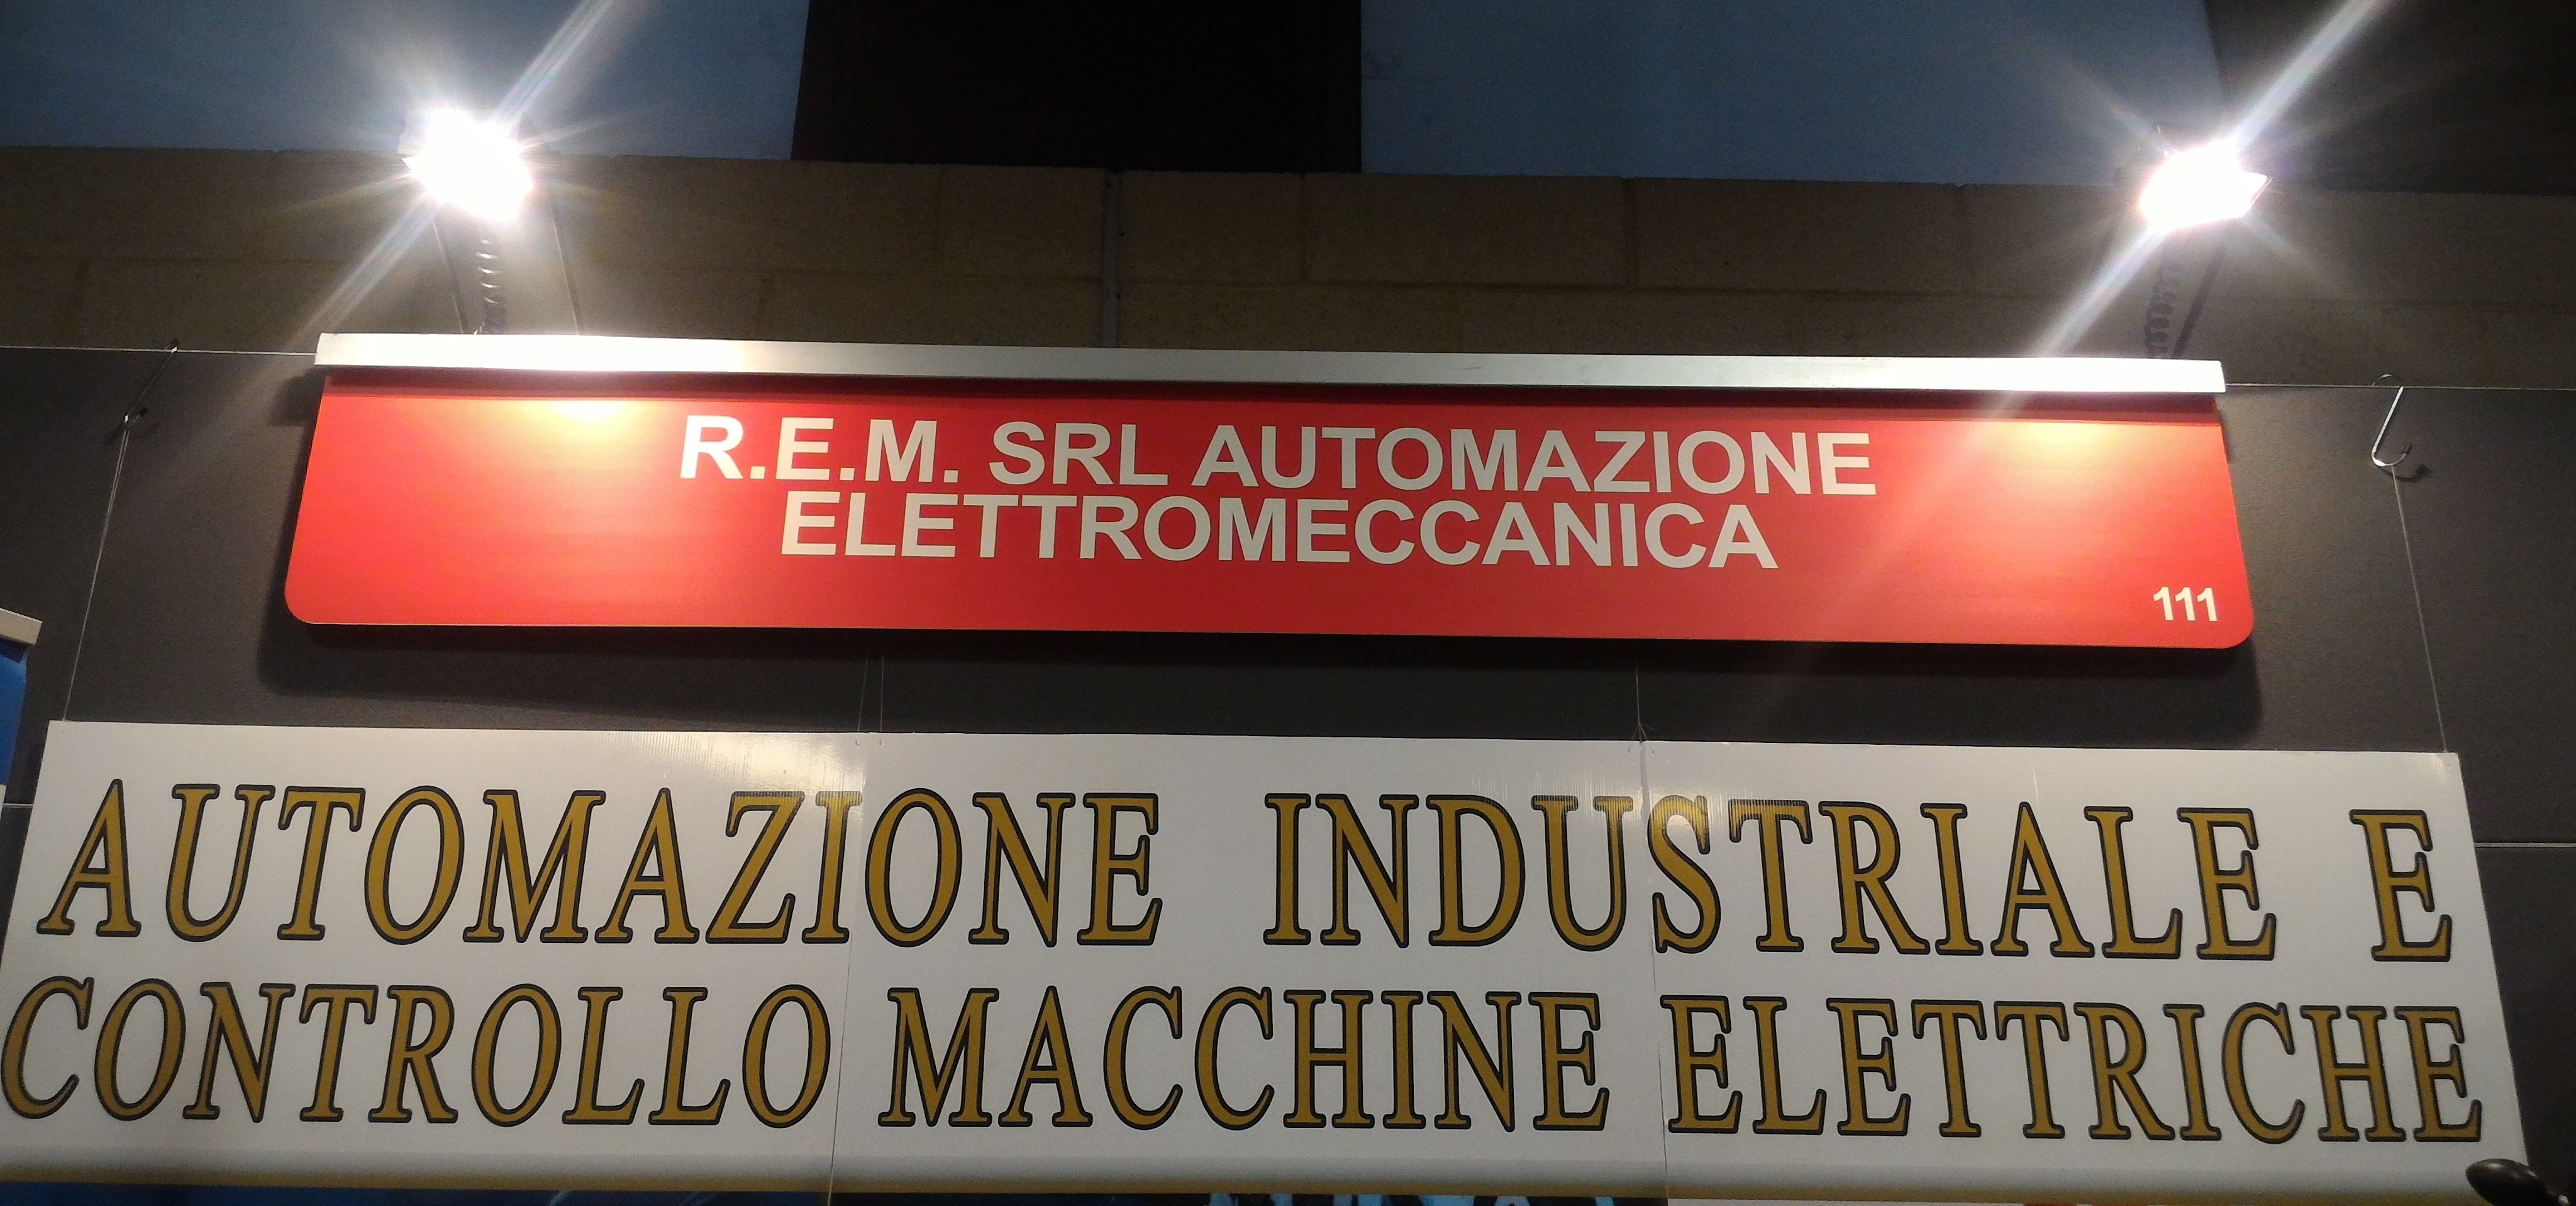 R.E.M. SRL AUTOMAZIONE
ELETTROMECCANICA
111
AUTOMAZIONE INDUSTRIALE E
CONTROLLO MACCHINE ELETTRICHE